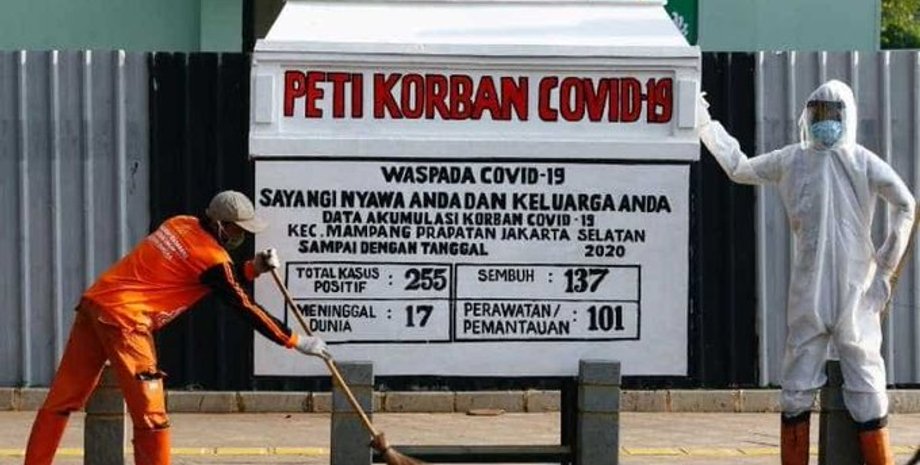 PETI KORBAN COVID-19
WASPADA COVID-19
SAYANGI NYAWA ANDA DAN KELUARGA ANDA
DATA AKUMULASI KORBAN COVID-19
KEC. MAMPANG PRAPATAN JAKARTA SELATAN
SAMPAI DENGAN TANGGAL 2020
TOTAL KASUS POSITIF : 255
SEMBUH : 137
MENINGGAL DUNIA : 17
PERAWATAN/ PEMANTAUAN : 101